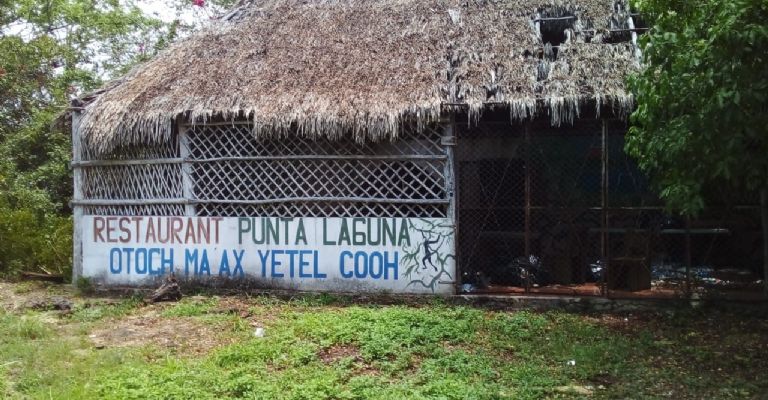 RESTAURANT PUNTA LAGUNA
OTOCH MA'AX YETEL COOH